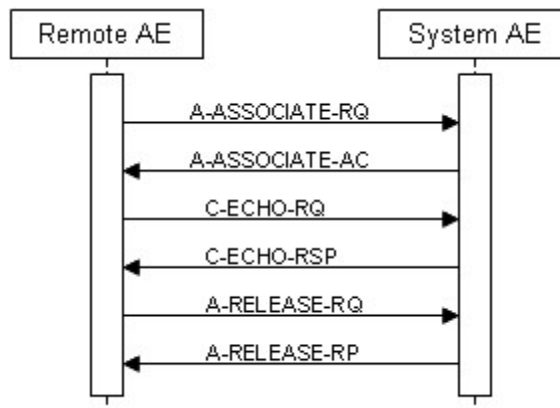 Remote AE
System AE
A-ASSOCIATE-RQ
A-ASSOCIATE-AC
C-ECHO-RQ
C-ECHO-RSP
A-RELEASE-RQ
A-RELEASE-RP